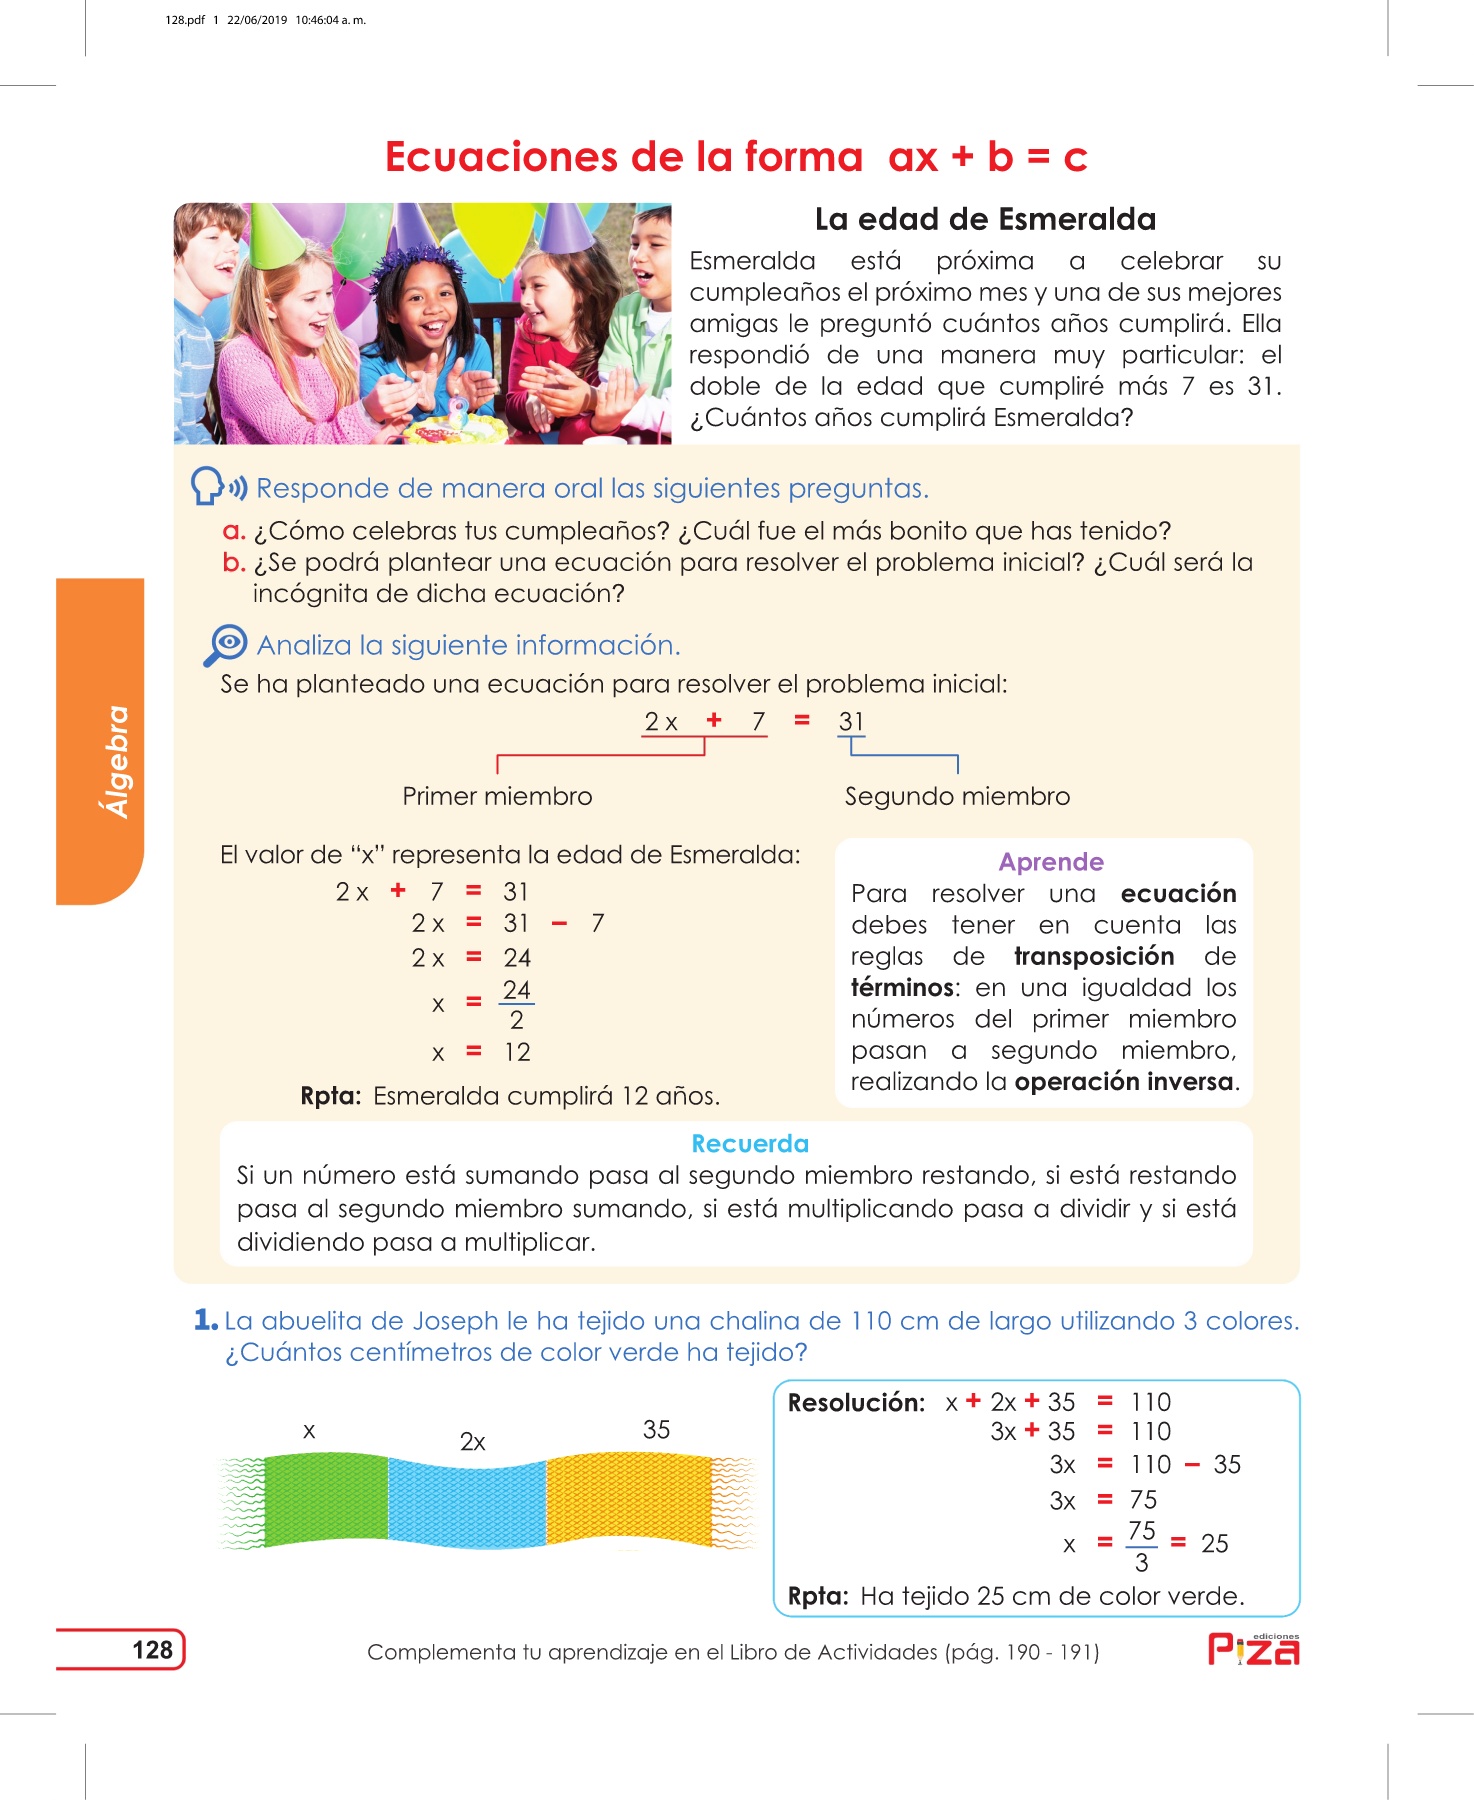 128.pdf 1 22/06/2019 10:46:04 a. m.
Ecuaciones de la forma ax + b = c
La edad de Esmeralda
Esmeralda está próxima a celebrar su
cumpleaños el próximo mes y una de sus mejores
amigas le preguntó cuántos años cumplirá. Ella
respondió de una manera muy particular: el
doble de la edad que cumpliré más 7 es 31.
¿Cuántos años cumplirá Esmeralda?
Responde de manera oral las siguientes preguntas.
a. ¿Cómo celebras tus cumpleaños? ¿Cuál fue el más bonito que has tenido?
b. ¿Se podrá plantear una ecuación para resolver el problema inicial? ¿Cuál será la
incógnita de dicha ecuación?
Analiza la siguiente información.
Se ha planteado una ecuación para resolver el problema inicial:
2 x + 7 = 31
Primer miembro
Segundo miembro
Álgebra
El valor de “x” representa la edad de Esmeralda:
2 x + 7 = 31
2 x = 31 – 7
2 x = 24
x = 24
2
x = 12
Rpta: Esmeralda cumplirá 12 años.
Aprende
Para resolver una ecuación
debes tener en cuenta las
reglas de transposición de
términos: en una igualdad los
números del primer miembro
pasan a segundo miembro,
realizando la operación inversa.
Recuerda
Si un número está sumando pasa al segundo miembro restando, si está restando
pasa al segundo miembro sumando, si está multiplicando pasa a dividir y si está
dividiendo pasa a multiplicar.
1. La abuelita de Joseph le ha tejido una chalina de 110 cm de largo utilizando 3 colores.
¿Cuántos centímetros de color verde ha tejido?
x
2x
35
Resolución: x + 2x + 35 = 110
3x + 35 = 110
3x = 110 – 35
3x = 75
x = 75 = 25
3
Rpta: Ha tejido 25 cm de color verde.
128
Complementa tu aprendizaje en el Libro de Actividades (pág. 190 - 191)
ediciones
Piza